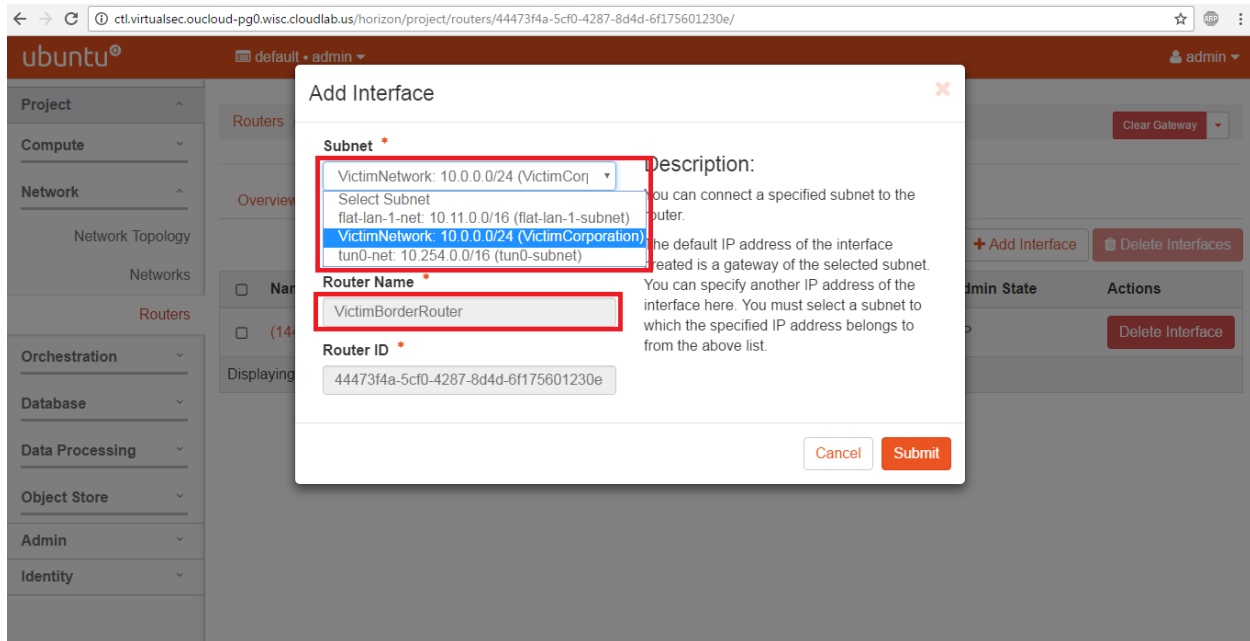 ctl.virtualsec.oucloud-pg0.wisc.cloudlab.us/horizon/project/routers/44473f4a-5cf0-4287-8d4d-6f175601230e/
ABP
ubuntu
default • admin
admin
Project
Compute
Network
Network Topology
Networks
Routers
Orchestration
Database
Data Processing
Object Store
Admin
Identity
Routers
Clear Gateway
Overview
+ Add Interface
Delete Interfaces
Admin State
Actions
(144
Delete Interface
Displaying
Add Interface
Subnet *
VictimNetwork: 10.0.0.0/24 (VictimCor
Select Subnet
flat-lan-1-net: 10.11.0.0/16 (flat-lan-1-subnet)
VictimNetwork: 10.0.0.0/24 (VictimCorporation)
tun0-net: 10.254.0.0/16 (tun0-subnet)
Router Name *
VictimBorderRouter
Router ID *
44473f4a-5cf0-4287-8d4d-6f175601230e
Description:
You can connect a specified subnet to the
router.
The default IP address of the interface
created is a gateway of the selected subnet.
You can specify another IP address of the
interface here. You must select a subnet to
which the specified IP address belongs to
from the above list.
Cancel
Submit